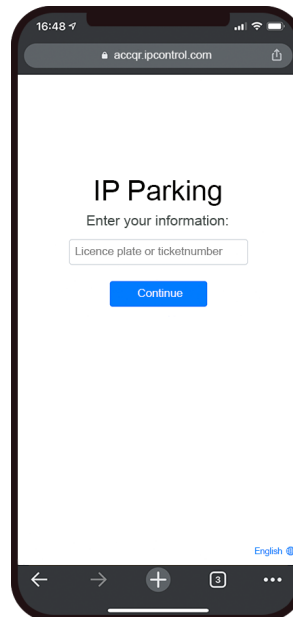 16:48
accqr.ipcontrol.com
IP Parking
Enter your information:
Licence plate or ticketnumber
Continue
English
3